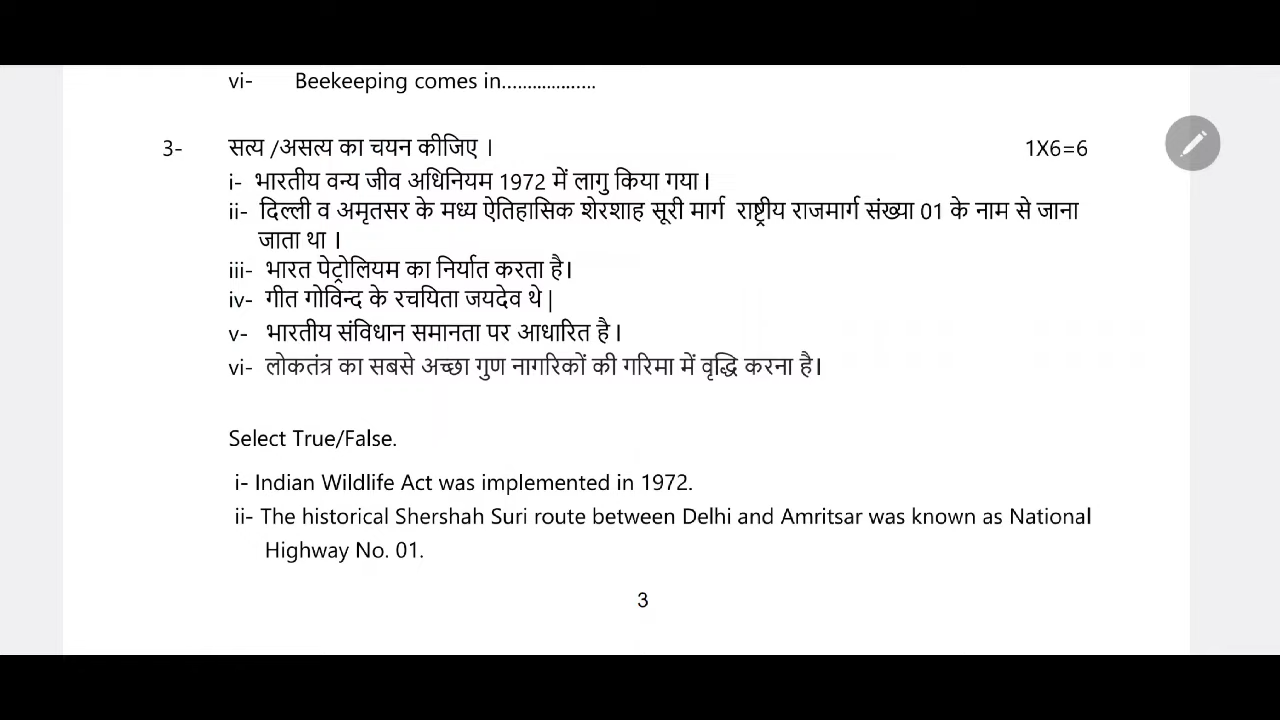 vi- Beekeeping comes in..................
3- सत्य /असत्य का चयन कीजिए । 1X6=6
i- भारतीय वन्य जीव अधिनियम 1972 में लागु किया गया।
ii- दिल्ली व अमृतसर के मध्य ऐतिहासिक शेरशाह सूरी मार्ग राष्ट्रीय राजमार्ग संख्या 01 के नाम से जाना
जाता था ।
iii- भारत पेट्रोलियम का निर्यात करता है।
iv- गीत गोविन्द के रचयिता जयदेव थे |
v- भारतीय संविधान समानता पर आधारित है।
vi- लोकतंत्र का सबसे अच्छा गुण नागरिकों की गरिमा में वृद्धि करना है।
Select True/False.
i- Indian Wildlife Act was implemented in 1972.
ii- The historical Shershah Suri route between Delhi and Amritsar was known as National
Highway No. 01.
3